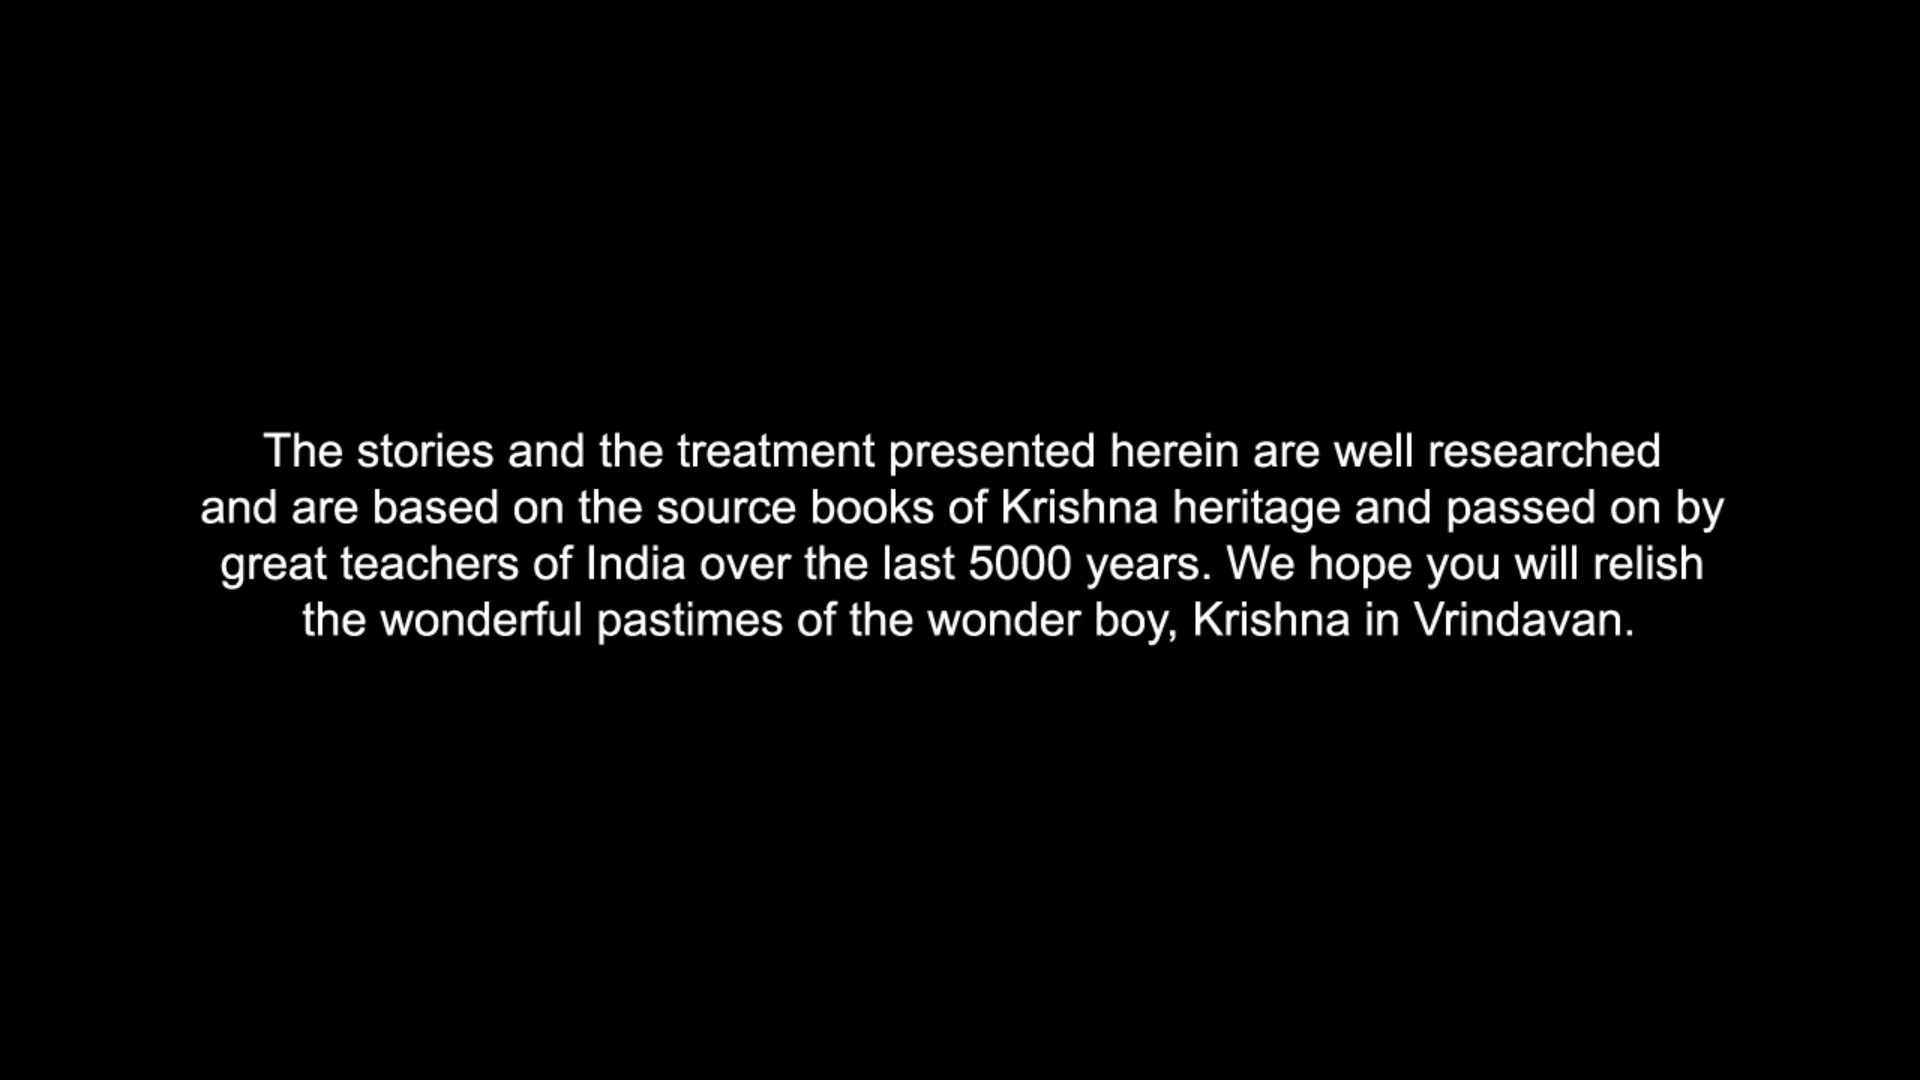 The stories and the treatment presented herein are well researched
and are based on the source books of Krishna heritage and passed on by
great teachers of India over the last 5000 years. We hope you will relish
the wonderful pastimes of the wonder boy, Krishna in Vrindavan.